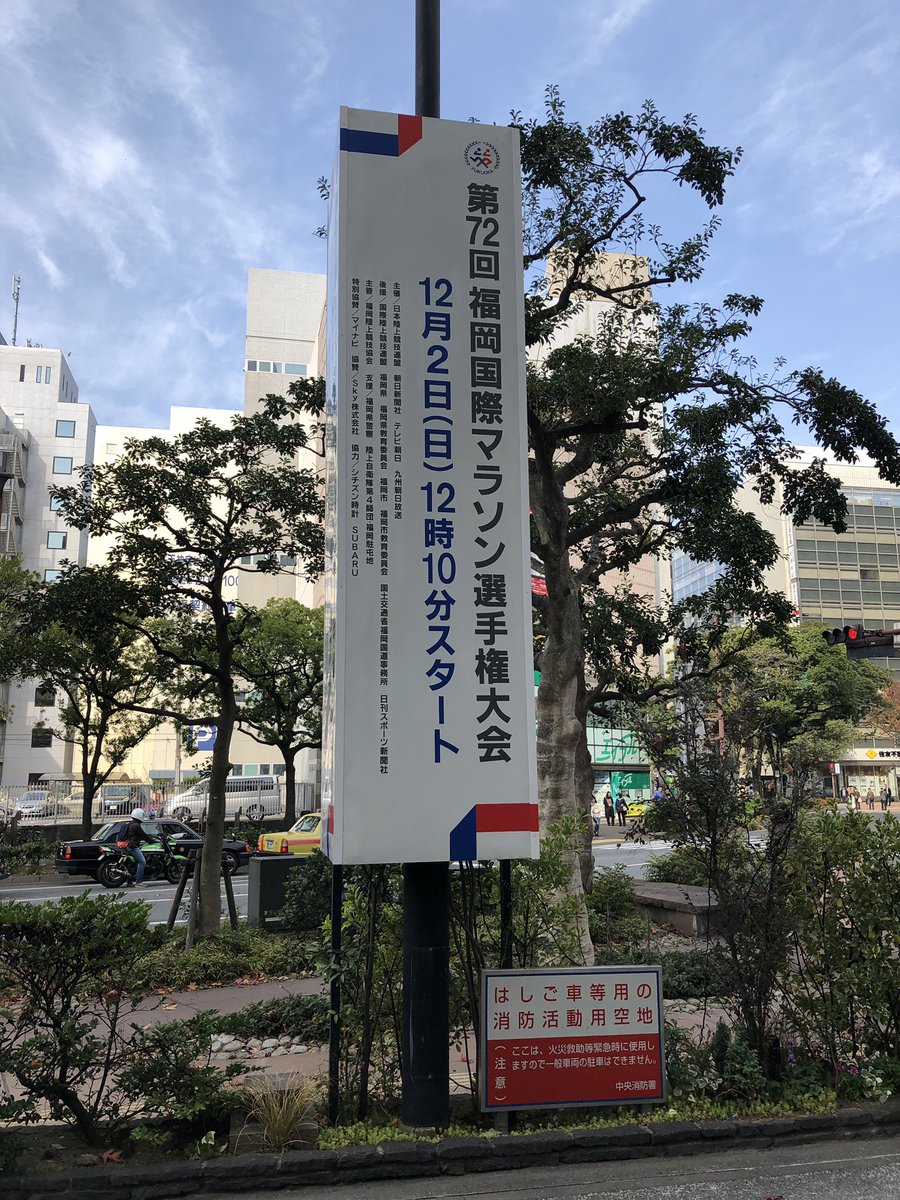 FUKUOKA
第72回 福岡国際マラソン選手権大会
12月2日(日)12時10分スタート
主催/日本陸上競技連盟 朝日新聞社 テレビ朝日 九州朝日放送
後援/国際陸上競技連盟 福岡県 福岡県教育委員会 福岡市 福岡市教育委員会 国土交通省福岡国道事務所 日刊スポーツ新聞社
主管/福岡陸上競技協会 支援/福岡県警察 陸上自衛隊第4師団福岡駐屯地
特別協賛/マイナビ 協賛/Sky株式会社 協力/シチズン時計 SUBARU
はしご車等用の
消防活動用空地
(注意)
ここは、火災救助等緊急時に使用し
ますので一般車両の駐車はできません。
中央消防署
P